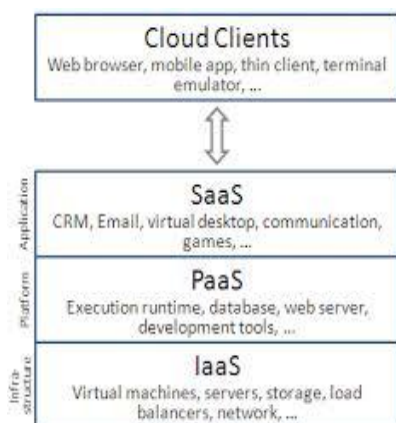 Cloud Clients
Web browser, mobile app, thin client, terminal
emulator, ...
Application
SaaS
CRM, Email, virtual desktop, communication,
games, ...
Platform
PaaS
Execution runtime, database, web server,
development tools, ...
Infra-
structure
IaaS
Virtual machines, servers, storage, load
balancers, network, ...